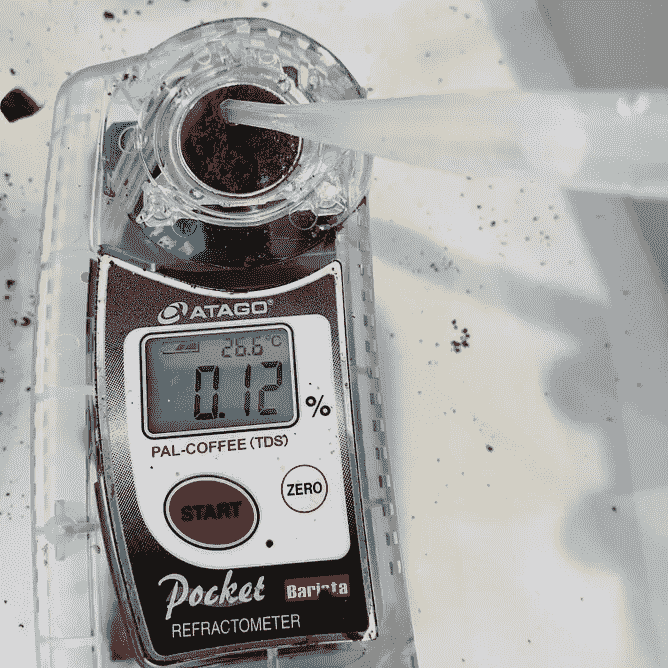 ATAGO®
26.6°C
0.12 %
PAL-COFFEE (TDS)
START
ZERO
Pocket Barista
REFRACTOMETER